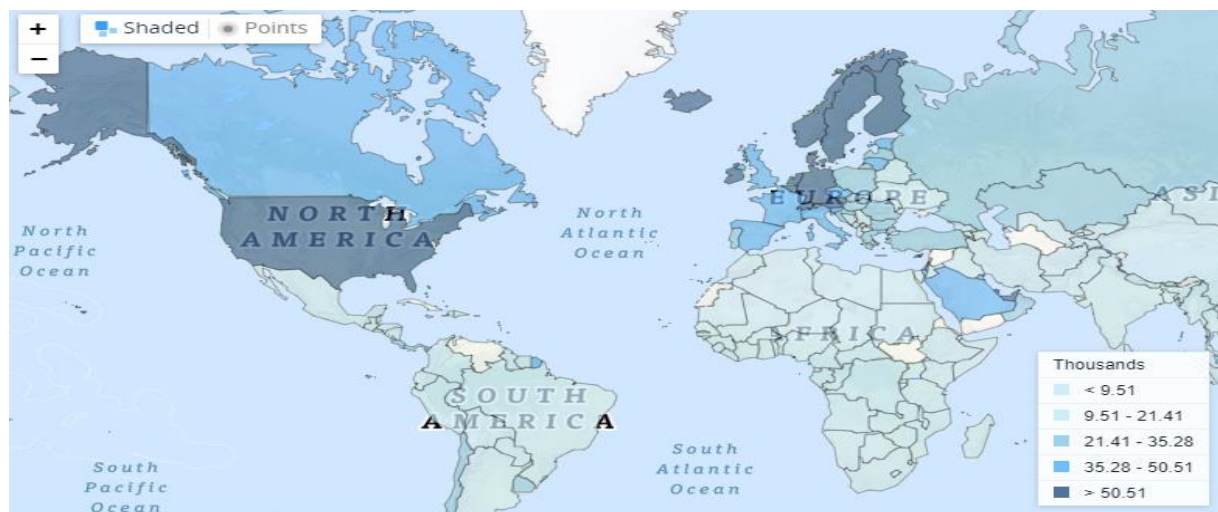 +
−
Shaded
Points
NORTH
AMERICA
North
Pacific
Ocean
North
Atlantic
Ocean
EUROPE
ASI
AFRICA
SOUTH
AMERICA
South
Pacific
Ocean
South
Atlantic
Ocean
Thousands
< 9.51
9.51 - 21.41
21.41 - 35.28
35.28 - 50.51
> 50.51